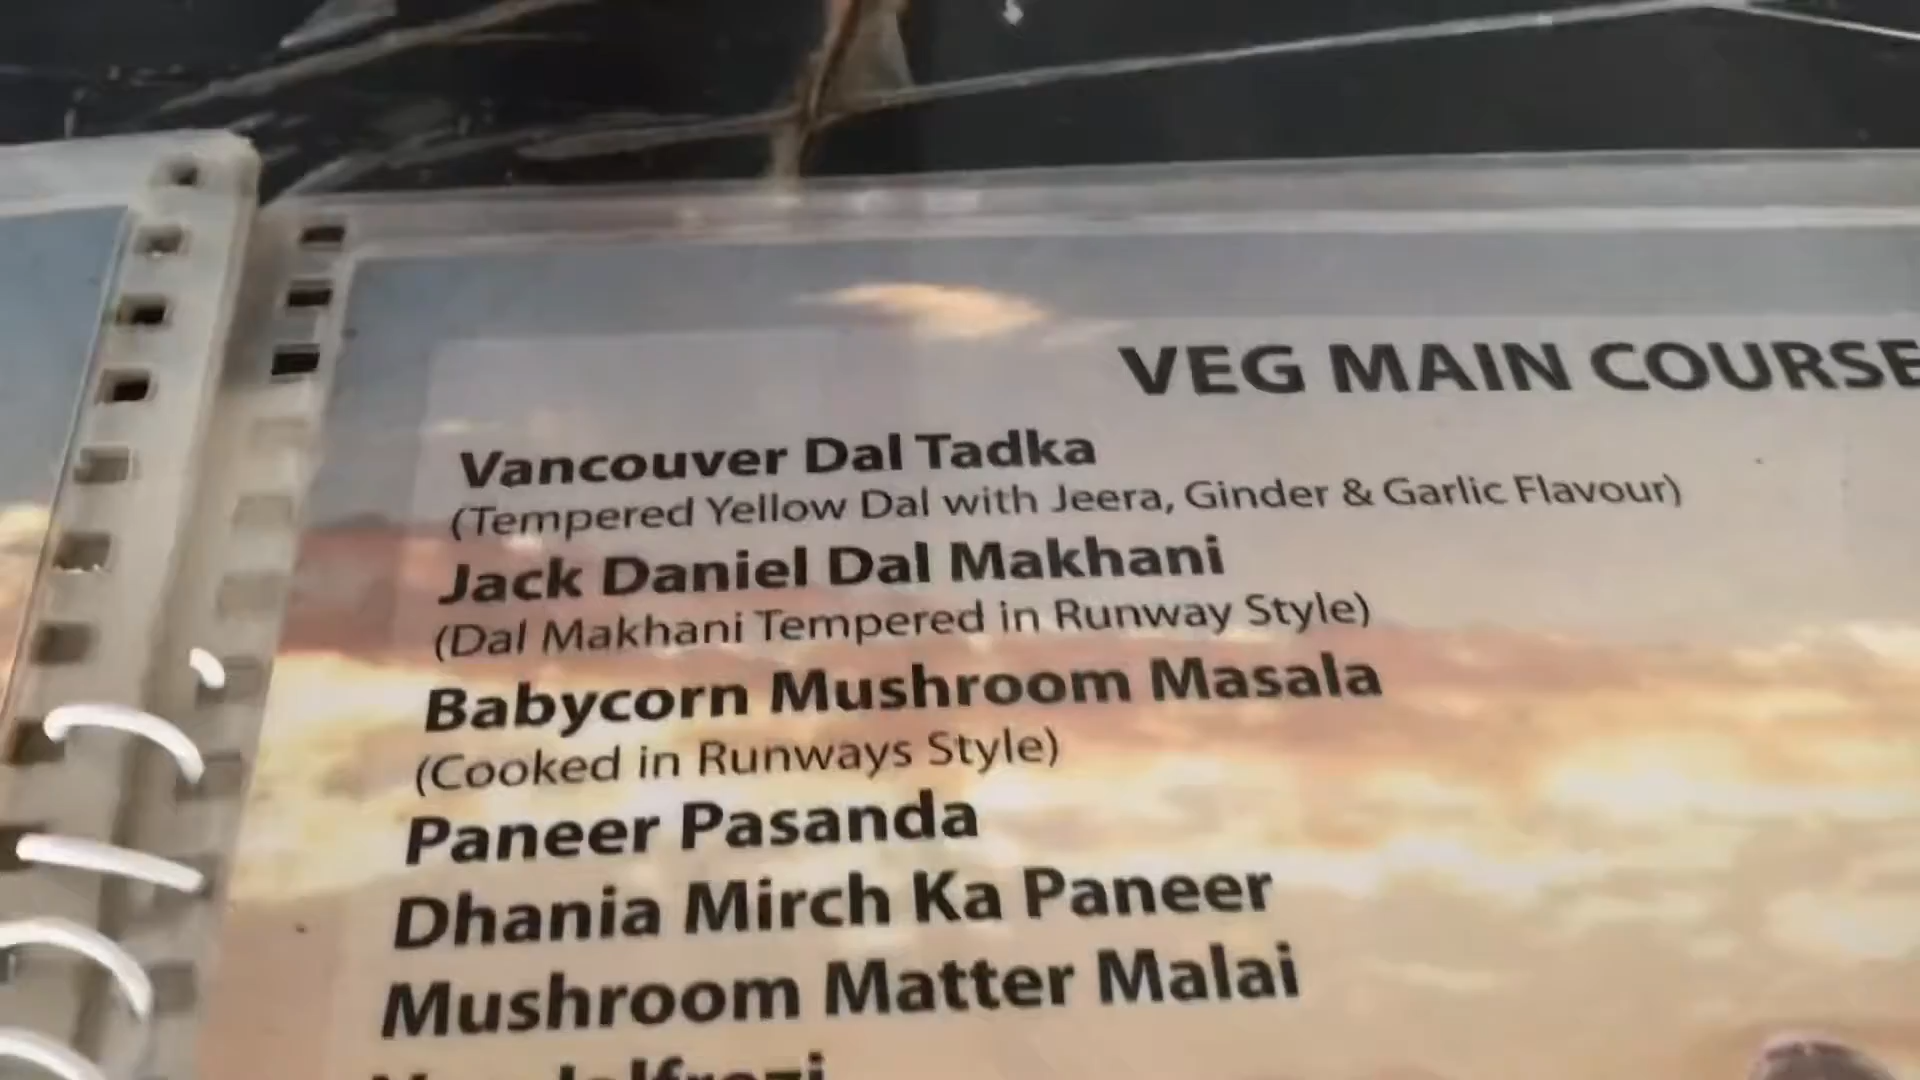 VEG MAIN COURSE
Vancouver Dal Tadka
(Tempered Yellow Dal with Jeera, Ginder & Garlic Flavour)
Jack Daniel Dal Makhani
(Dal Makhani Tempered in Runway Style)
Babycorn Mushroom Masala
(Cooked in Runways Style)
Paneer Pasanda
Dhania Mirch Ka Paneer
Mushroom Matter Malai